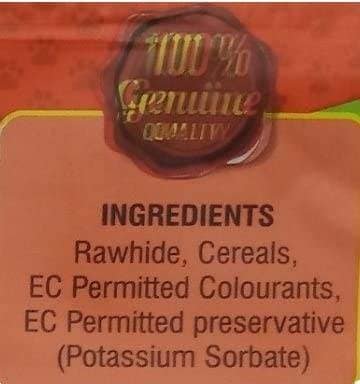 100%
Genuine
QUALITY
INGREDIENTS
Rawhide, Cereals,
EC Permitted Colourants,
EC Permitted preservative
(Potassium Sorbate)